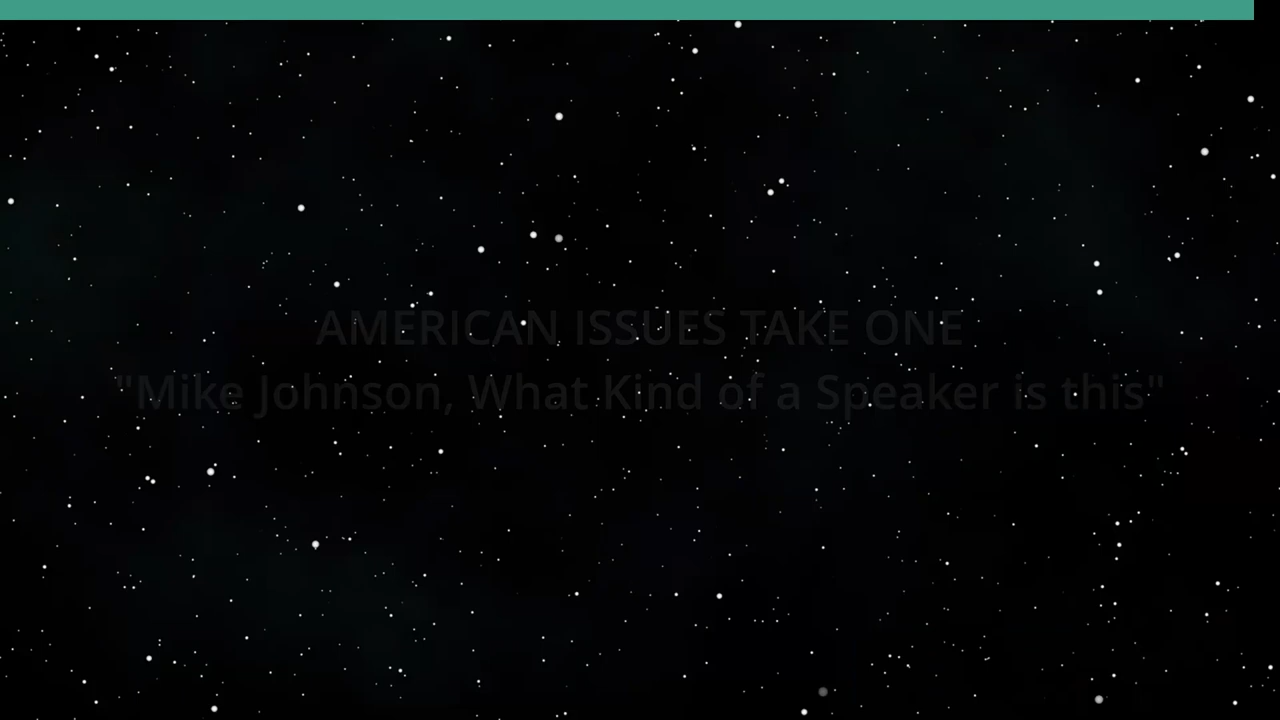 AMERICAN ISSUES TAKE ONE
"Mike Johnson, What Kind of a Speaker is this"